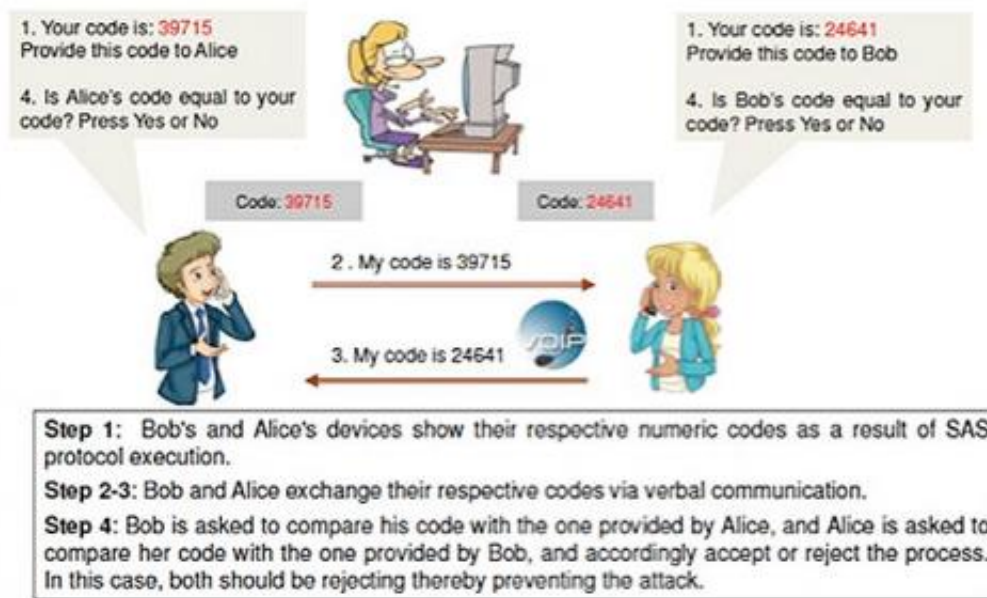 1. Your code is: 39715
Provide this code to Alice
4. Is Alice's code equal to your
code? Press Yes or No
1. Your code is: 24641
Provide this code to Bob
4. Is Bob's code equal to your
code? Press Yes or No
Code: 39715
Code: 24641
2 . My code is 39715
VOIP
3. My code is 24641
Step 1: Bob's and Alice's devices show their respective numeric codes as a result of SAS
protocol execution.
Step 2-3: Bob and Alice exchange their respective codes via verbal communication.
Step 4: Bob is asked to compare his code with the one provided by Alice, and Alice is asked to
compare her code with the one provided by Bob, and accordingly accept or reject the process.
In this case, both should be rejecting thereby preventing the attack.